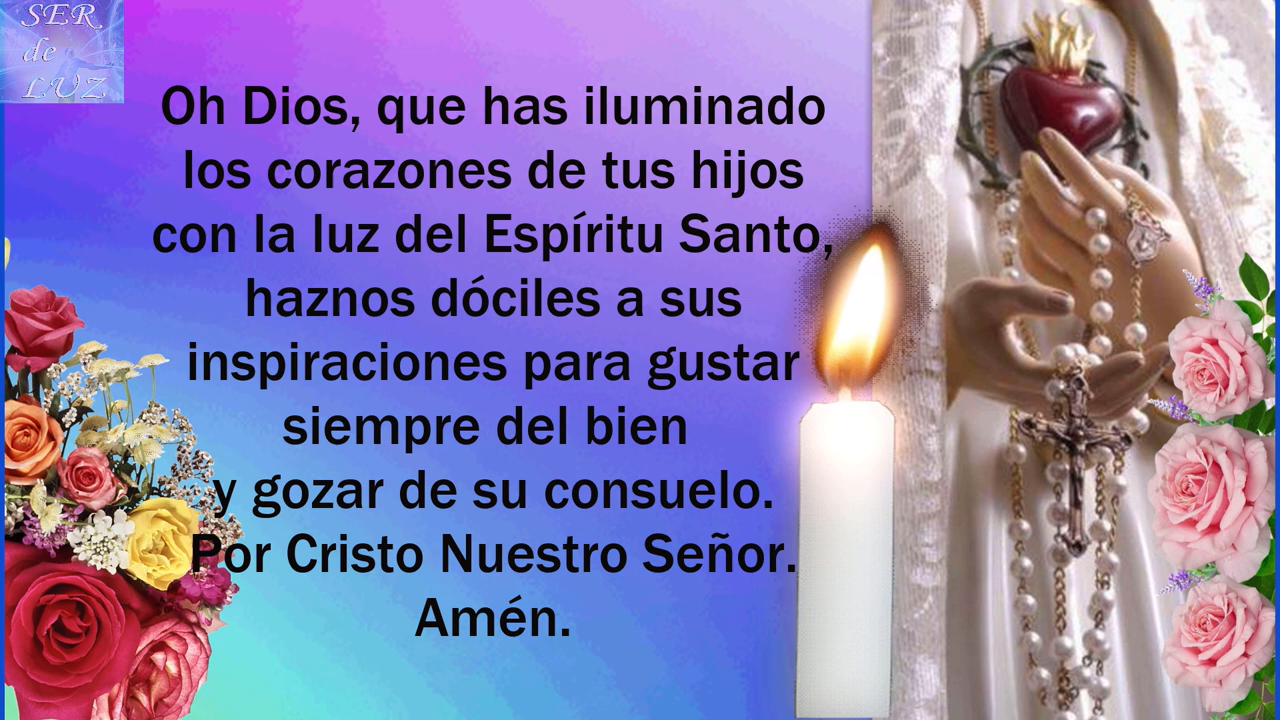 SER
de
LUZ
Oh Dios, que has iluminado
los corazones de tus hijos
con la luz del Espíritu Santo,
haznos dóciles a sus
inspiraciones para gustar
siempre del bien
y gozar de su consuelo.
Por Cristo Nuestro Señor.
Amén.